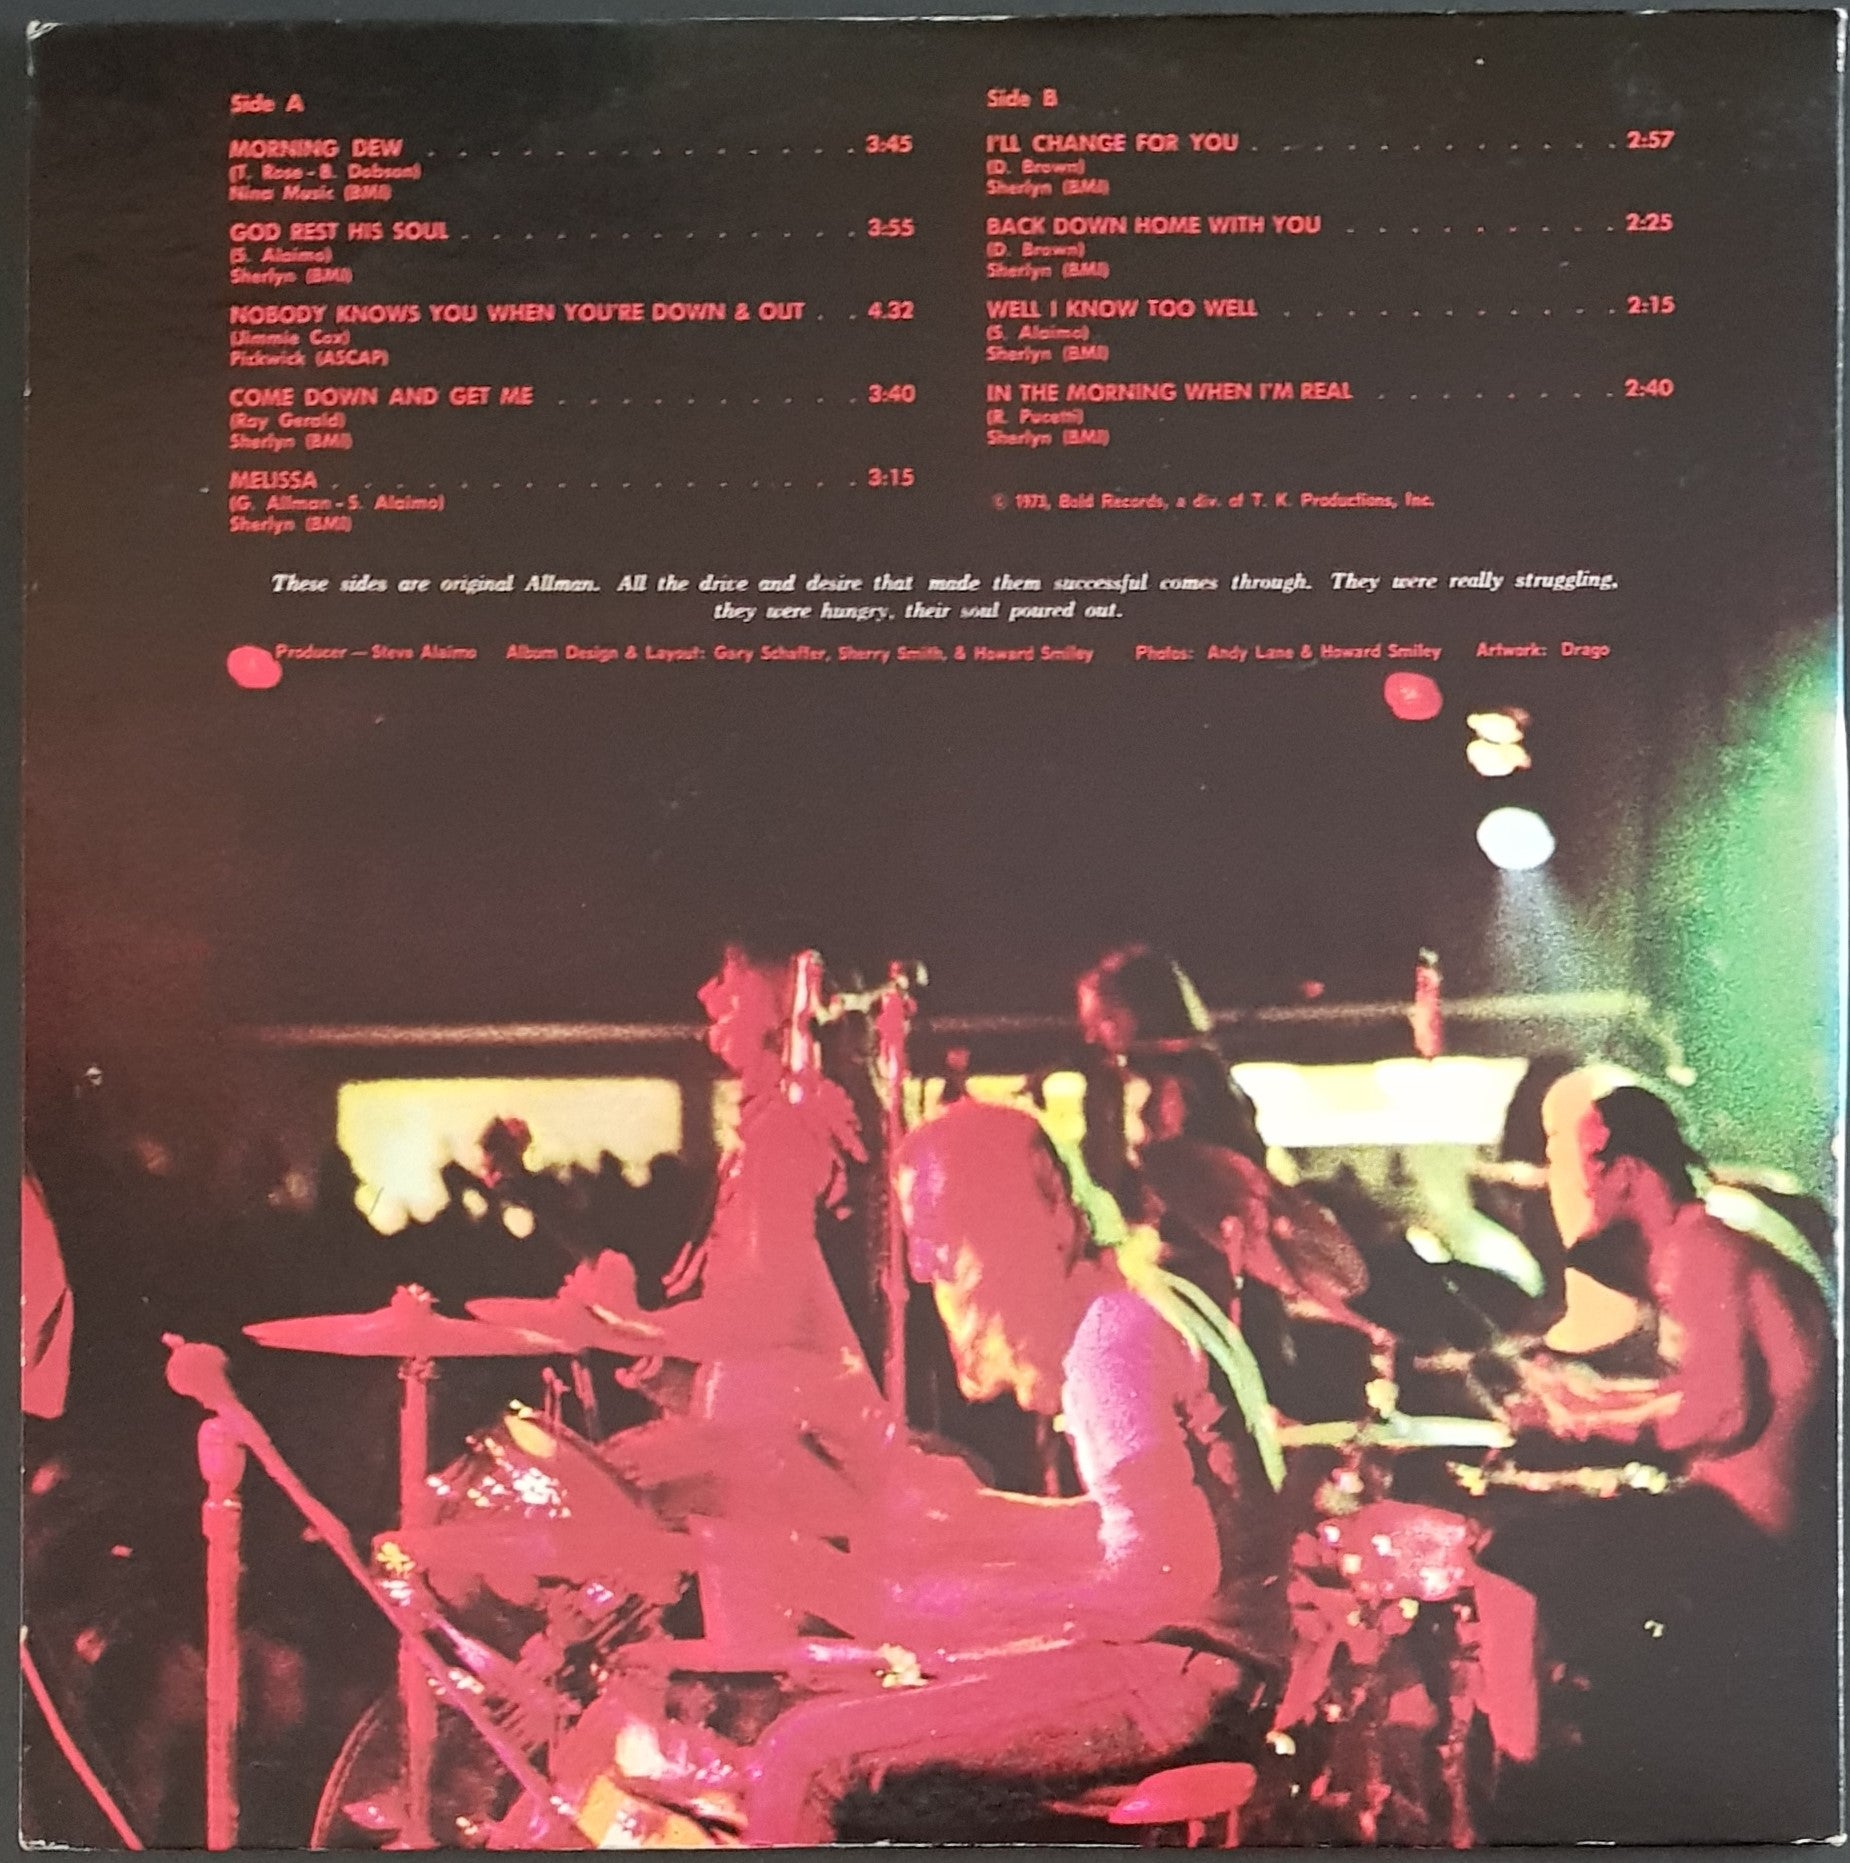 Side A
MORNING DEW . . . . . . . . . . . . . . 3:45
(T. Rose - B. Dobson)
Nina Music (BMI)
GOD REST HIS SOUL . . . . . . . . . . . . . 3:55
(S. Alaimo)
Sherlyn (BMI)
NOBODY KNOWS YOU WHEN YOU'RE DOWN & OUT . . 4.32
(Jimmie Cox)
Pickwick (ASCAP)
COME DOWN AND GET ME . . . . . . . . . . 3:40
(Ray Gerald)
Sherlyn (BMI)
MELISSA . . . . . . . . . . . . . . . . . 3:15
(G. Allman - S. Alaimo)
Sherlyn (BMI)
Side B
I'LL CHANGE FOR YOU . . . . . . . . . . . . 2:57
(D. Brown)
Sherlyn (BMI)
BACK DOWN HOME WITH YOU . . . . . . . . . 2:25
(D. Brown)
Sherlyn (BMI)
WELL I KNOW TOO WELL . . . . . . . . . . . 2:15
(S. Alaimo)
Sherlyn (BMI)
IN THE MORNING WHEN I'M REAL . . . . . . . . 2:40
(R. Pucetti)
Sherlyn (BMI)
© 1973, Bold Records, a div. of T. K. Productions, Inc.
These sides are original Allman. All the drive and desire that made them successful comes through. They were really struggling,
they were hungry, their soul poured out.
Producer — Steve Alaimo Album Design & Layout: Gary Schaffer, Sherry Smith, & Howard Smiley Photos: Andy Lane & Howard Smiley Artwork: Drago